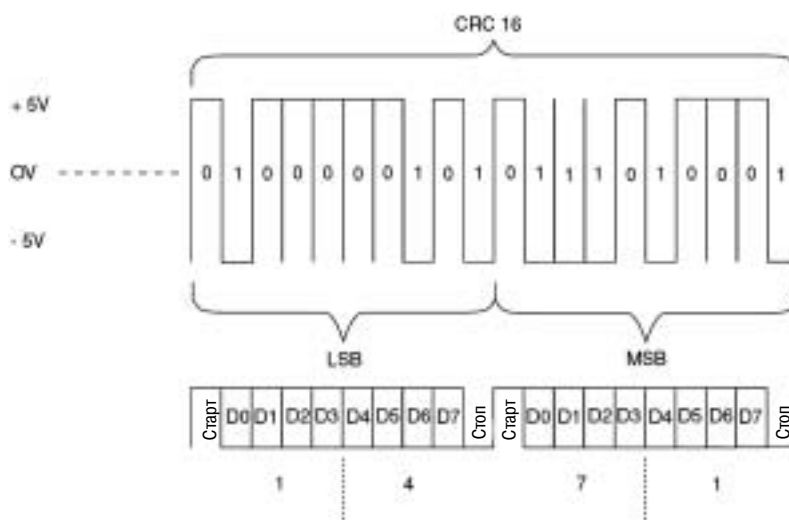 CRC 16
+ 5V
0V
- 5V
0 1 0 0 0 0 0 1 0 1 0 1 1 1 0 1 0 0 0 1
LSB MSB
Старт D0 D1 D2 D3 D4 D5 D6 D7 Стоп Старт D0 D1 D2 D3 D4 D5 D6 D7 Стоп
1 4 7 1